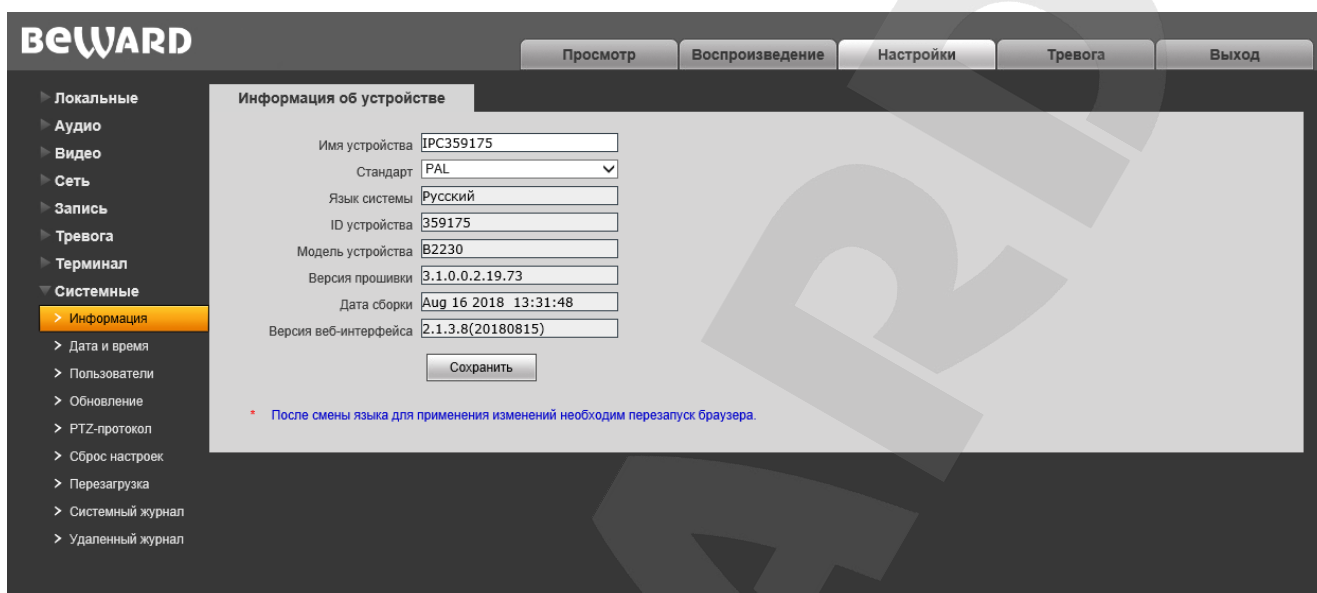 BEWARD
Просмотр Воспроизведение Настройки Тревога Выход
Локальные
Аудио
Видео
Сеть
Запись
Тревога
Терминал
Системные
Информация
Дата и время
Пользователи
Обновление
PTZ-протокол
Сброс настроек
Перезагрузка
Системный журнал
Удаленный журнал
Информация об устройстве
Имя устройства IPC359175
Стандарт PAL
Язык системы Русский
ID устройства 359175
Модель устройства B2230
Версия прошивки 3.1.0.0.2.19.73
Дата сборки Aug 16 2018 13:31:48
Версия веб-интерфейса 2.1.3.8(20180815)
Сохранить
* После смены языка для применения изменений необходим перезапуск браузера.